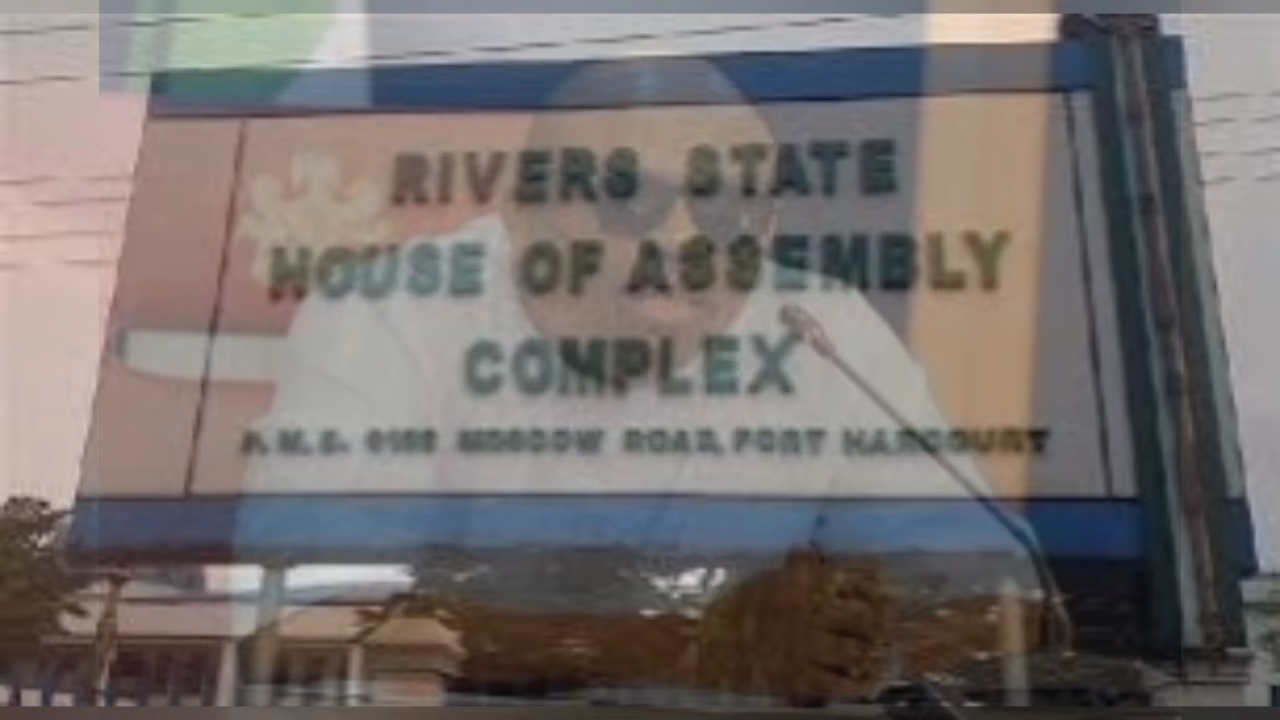 RIVERS STATE
HOUSE OF ASSEMBLY
COMPLEX
P.M.B. MOSCOW ROAD, PORT HARCOURT